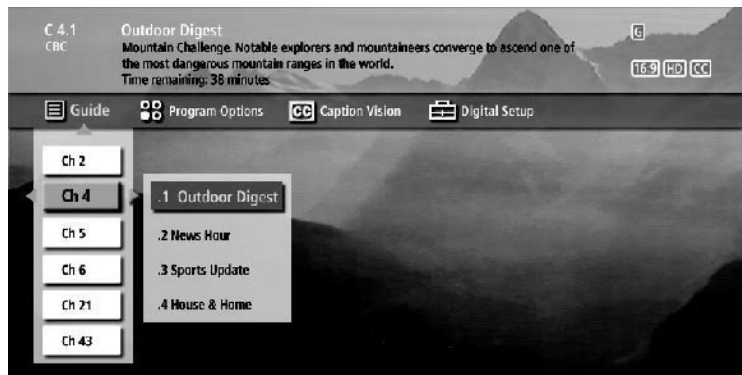 C 4.1 Outdoor Digest G
CBC Mountain Challenge. Notable explorers and mountaineers converge to ascend one of
the most dangerous mountain ranges in the world. 16:9 HD CC
Time remaining: 38 minutes
Guide Program Options CC Caption Vision Digital Setup
Ch 2
Ch 4 .1 Outdoor Digest
Ch 5 .2 News Hour
Ch 6 .3 Sports Update
Ch 21 .4 House & Home
Ch 43